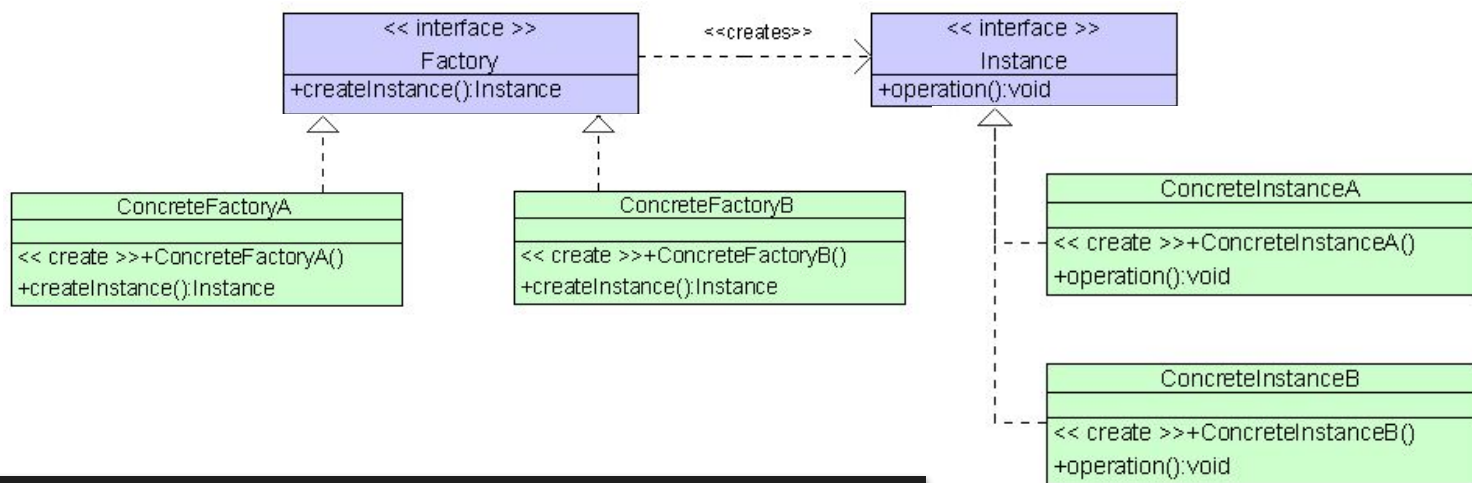 << interface >>
Factory
+createInstance():Instance
<<creates>>
<< interface >>
Instance
+operation():void
ConcreteFactoryA
<< create >>+ConcreteFactoryA()
+createInstance():Instance
ConcreteFactoryB
<< create >>+ConcreteFactoryB()
+createInstance():Instance
ConcreteInstanceA
<< create >>+ConcreteInstanceA()
+operation():void
ConcreteInstanceB
<< create >>+ConcreteInstanceB()
+operation():void